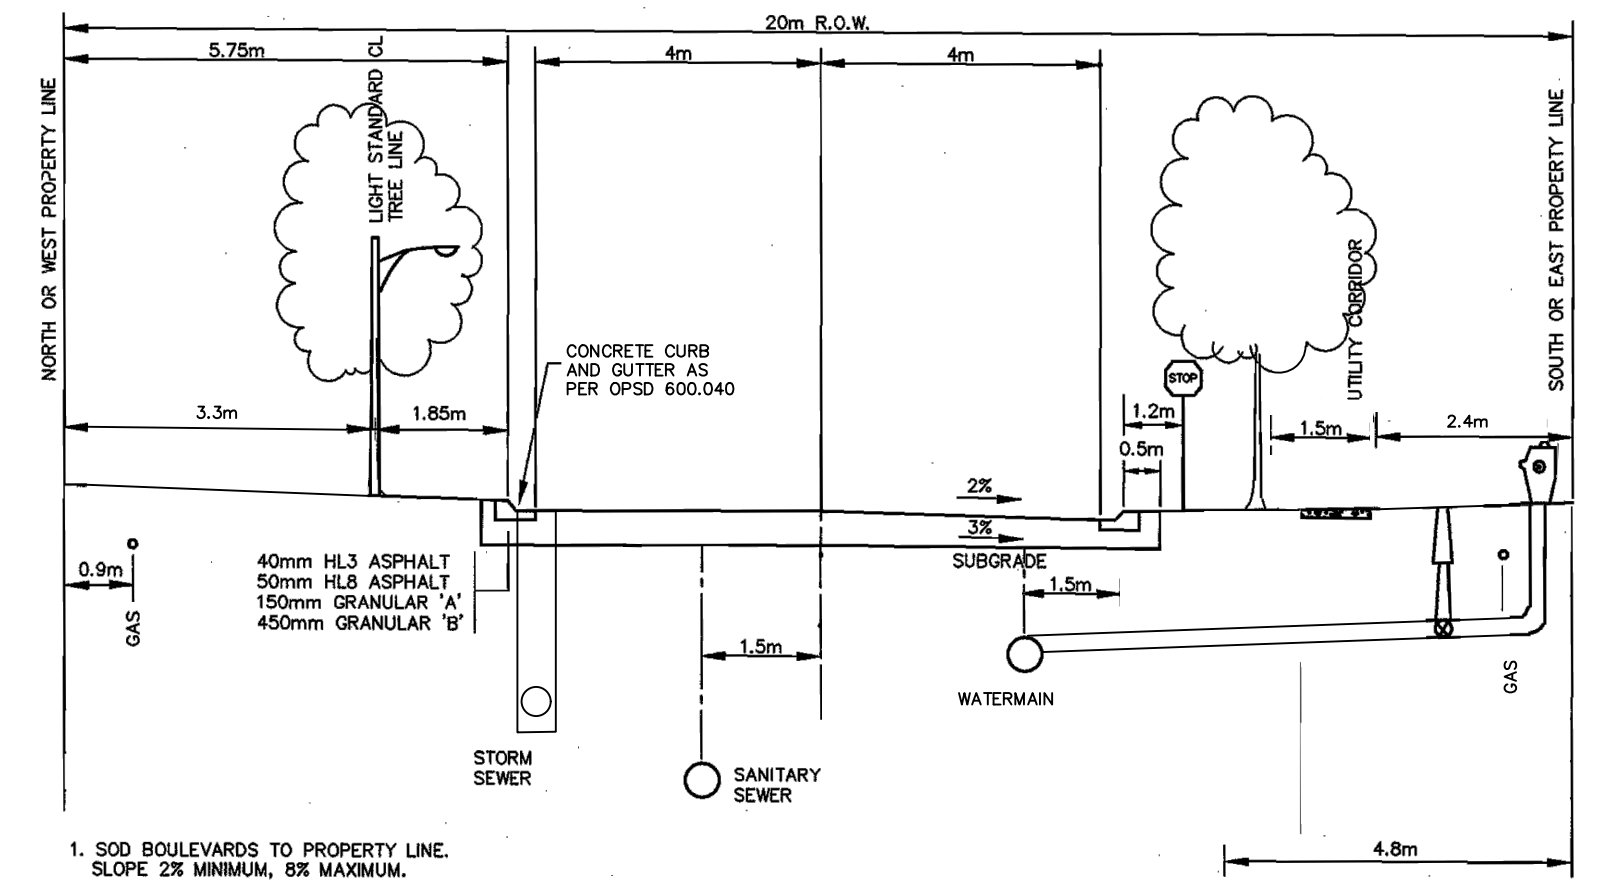 20m R.O.W.
5.75m
4m
4m
NORTH OR WEST PROPERTY LINE
LIGHT STANDARD CL
TREE LINE
UTILITY CORRIDOR
SOUTH OR EAST PROPERTY LINE
CONCRETE CURB
AND GUTTER AS
PER OPSD 600.040
STOP
3.3m
1.85m
1.2m
0.5m
1.5m
2.4m
2%
3%
SUBGRADE
0.9m
GAS
40mm HL3 ASPHALT
50mm HL8 ASPHALT
150mm GRANULAR 'A'
450mm GRANULAR 'B'
1.5m
1.5m
WATERMAIN
GAS
STORM
SEWER
SANITARY
SEWER
4.8m
1. SOD BOULEVARDS TO PROPERTY LINE.
SLOPE 2% MINIMUM, 8% MAXIMUM.